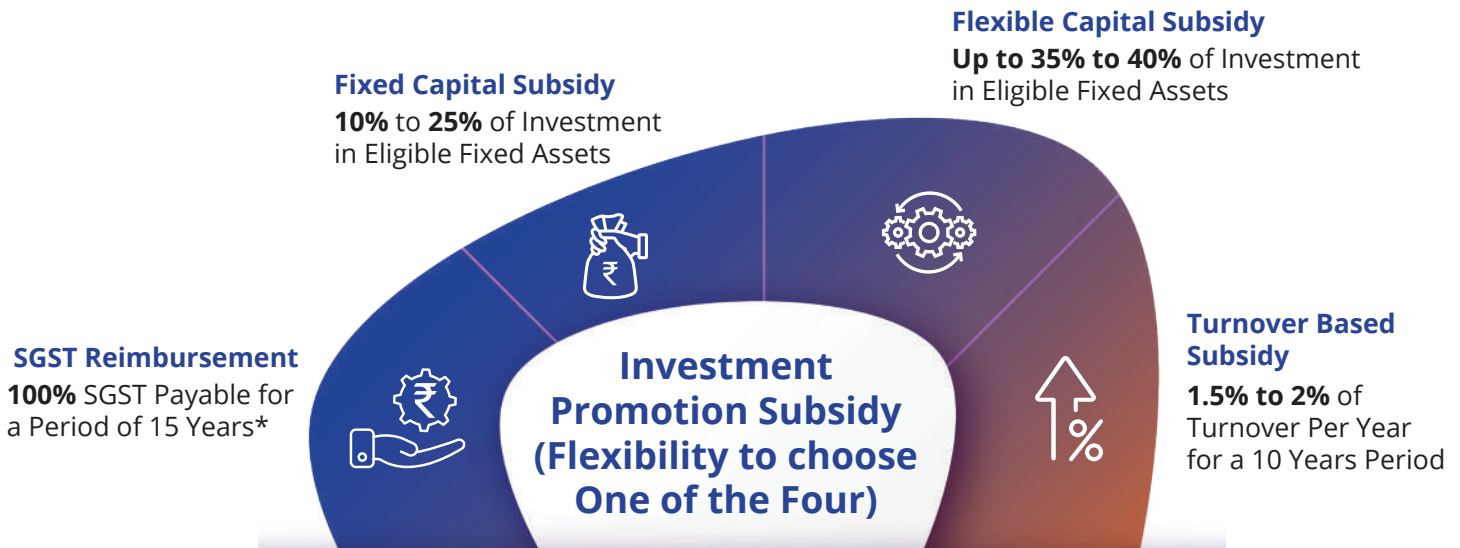 Flexible Capital Subsidy
Up to 35% to 40% of Investment
in Eligible Fixed Assets
Fixed Capital Subsidy
10% to 25% of Investment
in Eligible Fixed Assets
₹
SGST Reimbursement
100% SGST Payable for
a Period of 15 Years*
₹
Investment
Promotion Subsidy
(Flexibility to choose
One of the Four)
%
Turnover Based
Subsidy
1.5% to 2% of
Turnover Per Year
for a 10 Years Period